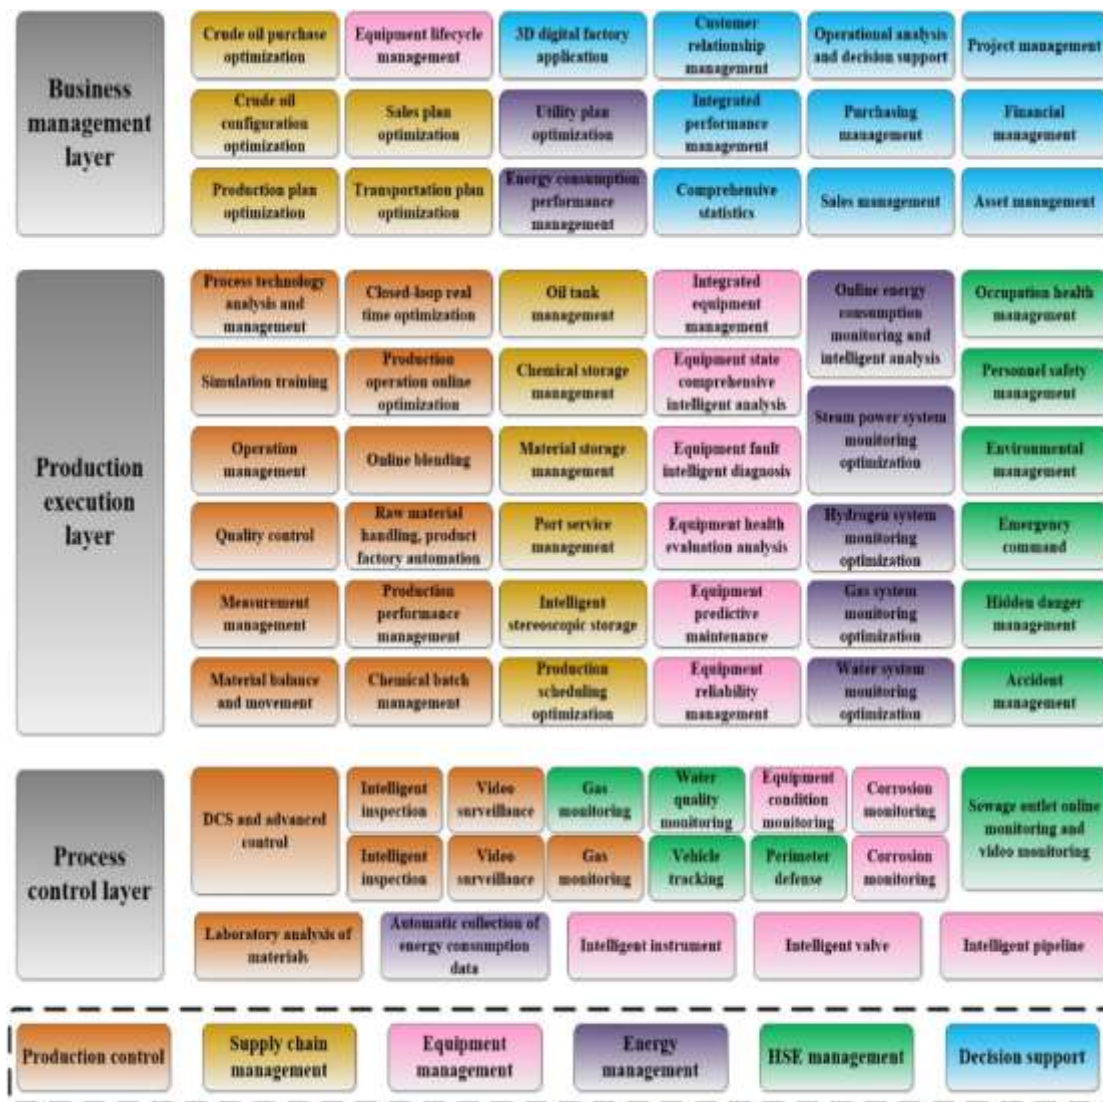 Business
management
layer
Crude oil purchase
optimization
Equipment lifecycle
management
3D digital factory
application
Customer
relationship
management
Operational analysis
and decision support
Project management
Crude oil
configuration
optimization
Sales plan
optimization
Utility plan
optimization
Integrated
performance
management
Purchasing
management
Financial
management
Production plan
optimization
Transportation plan
optimization
Energy consumption
performance
management
Comprehensive
statistics
Sales management
Asset management
Production
execution
layer
Process technology
analysis and
management
Closed-loop real
time optimization
Oil tank
management
Integrated
equipment
management
Online energy
consumption
monitoring and
intelligent analysis
Occupation health
management
Simulation training
Production
operation online
optimization
Chemical storage
management
Equipment state
comprehensive
intelligent analysis
Steam power system
monitoring
optimization
Personnel safety
management
Operation
management
Online blending
Material storage
management
Equipment fault
intelligent diagnosis
Environmental
management
Quality control
Raw material
handling, product
factory automation
Port service
management
Equipment health
evaluation analysis
Hydrogen system
monitoring
optimization
Emergency
command
Measurement
management
Production
performance
management
Intelligent
stereoscopic storage
Equipment
predictive
maintenance
Gas system
monitoring
optimization
Hidden danger
management
Material balance
and movement
Chemical batch
management
Production
scheduling
optimization
Equipment
reliability
management
Water system
monitoring
optimization
Accident
management
Process
control layer
DCS and advanced
control
Intelligent
inspection
Video
surveillance
Gas
monitoring
Water
quality
monitoring
Equipment
condition
monitoring
Corrosion
monitoring
Sewage outlet online
monitoring and
video monitoring
Intelligent
inspection
Video
surveillance
Gas
monitoring
Vehicle
tracking
Perimeter
defense
Corrosion
monitoring
Laboratory analysis of
materials
Automatic collection of
energy consumption
data
Intelligent instrument
Intelligent valve
Intelligent pipeline
Production control
Supply chain
management
Equipment
management
Energy
management
HSE management
Decision support